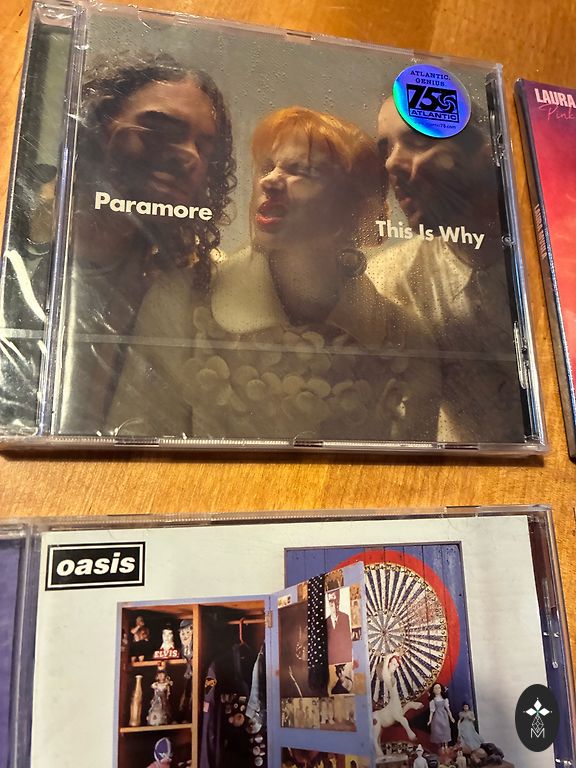 ATLANTIC.
GENIUS.
75
ATLANTIC
LAURA
Pink
Paramore
This Is Why
oasis
ELVIS
M